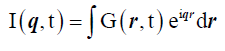 I(q,t) = ∫ G(r,t) e^{iqr} dr